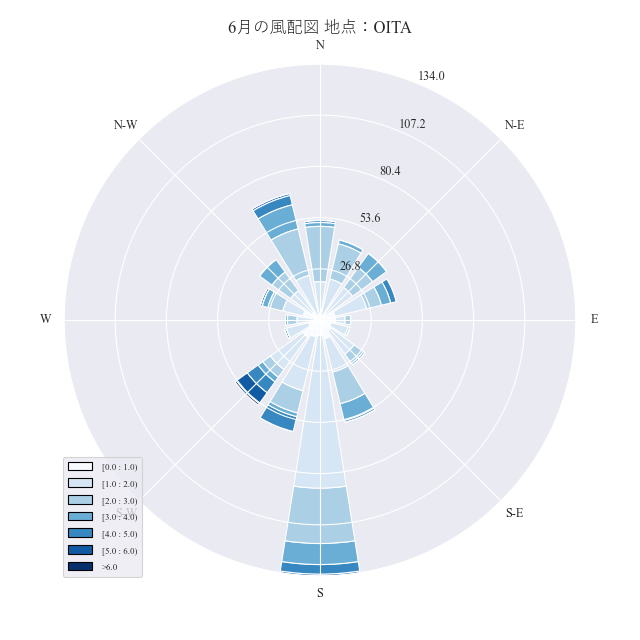 6月の風配図 地点：OITA
N
N-W
N-E
W
E
S-W
S-E
S
134.0
107.2
80.4
53.6
26.8
[0.0 : 1.0)
[1.0 : 2.0)
[2.0 : 3.0)
[3.0 : 4.0)
[4.0 : 5.0)
[5.0 : 6.0)
>6.0